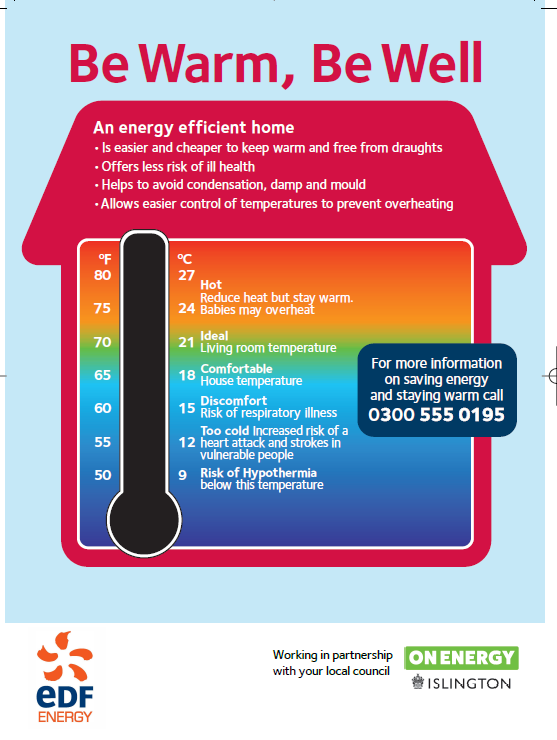 Be Warm, Be Well
An energy efficient home
• Is easier and cheaper to keep warm and free from draughts
• Offers less risk of ill health
• Helps to avoid condensation, damp and mould
• Allows easier control of temperatures to prevent overheating
ºF
80
75
70
65
60
55
50
ºC
27
Hot
Reduce heat but stay warm.
24 Babies may overheat
21 Ideal
Living room temperature
18 Comfortable
House temperature
15 Discomfort
Risk of respiratory illness
12 Too cold Increased risk of a
heart attack and strokes in
vulnerable people
9 Risk of Hypothermia
below this temperature
For more information
on saving energy
and staying warm call
0300 555 0195
eDF
ENERGY
Working in partnership
with your local council
ON ENERGY
ISLINGTON